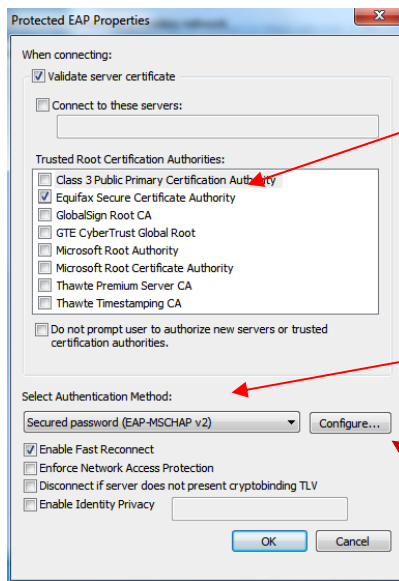 Protected EAP Properties
When connecting:
Validate server certificate
Connect to these servers:
Trusted Root Certification Authorities:
Class 3 Public Primary Certification Authority
Equifax Secure Certificate Authority
GlobalSign Root CA
GTE CyberTrust Global Root
Microsoft Root Authority
Microsoft Root Certificate Authority
Thawte Premium Server CA
Thawte Timestamping CA
Do not prompt user to authorize new servers or trusted
certification authorities.
Select Authentication Method:
Secured password (EAP-MSCHAP v2)
Configure...
Enable Fast Reconnect
Enforce Network Access Protection
Disconnect if server does not present cryptobinding TLV
Enable Identity Privacy
OK
Cancel